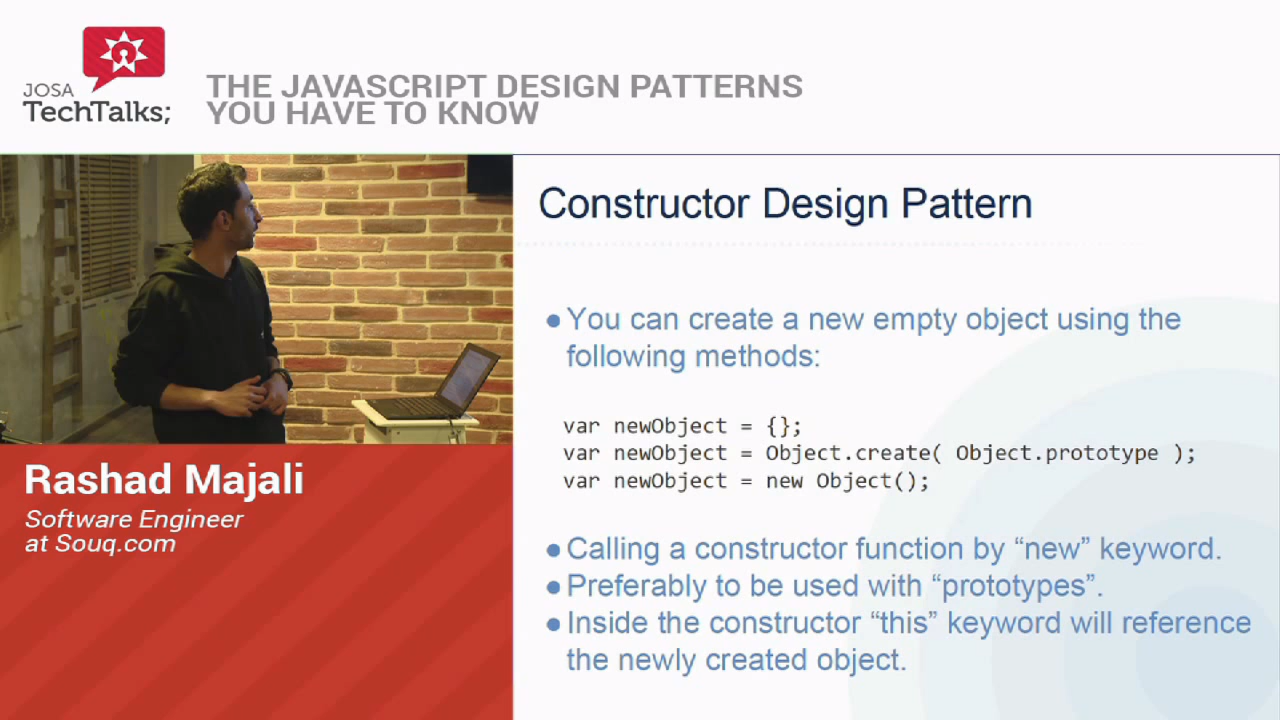 JOSA
TechTalks;
THE JAVASCRIPT DESIGN PATTERNS
YOU HAVE TO KNOW
Rashad Majali
Software Engineer
at Souq.com
Constructor Design Pattern
●You can create a new empty object using the
following methods:
var newObject = {};
var newObject = Object.create( Object.prototype );
var newObject = new Object();
●Calling a constructor function by “new” keyword.
●Preferably to be used with “prototypes”.
●Inside the constructor “this” keyword will reference
the newly created object.